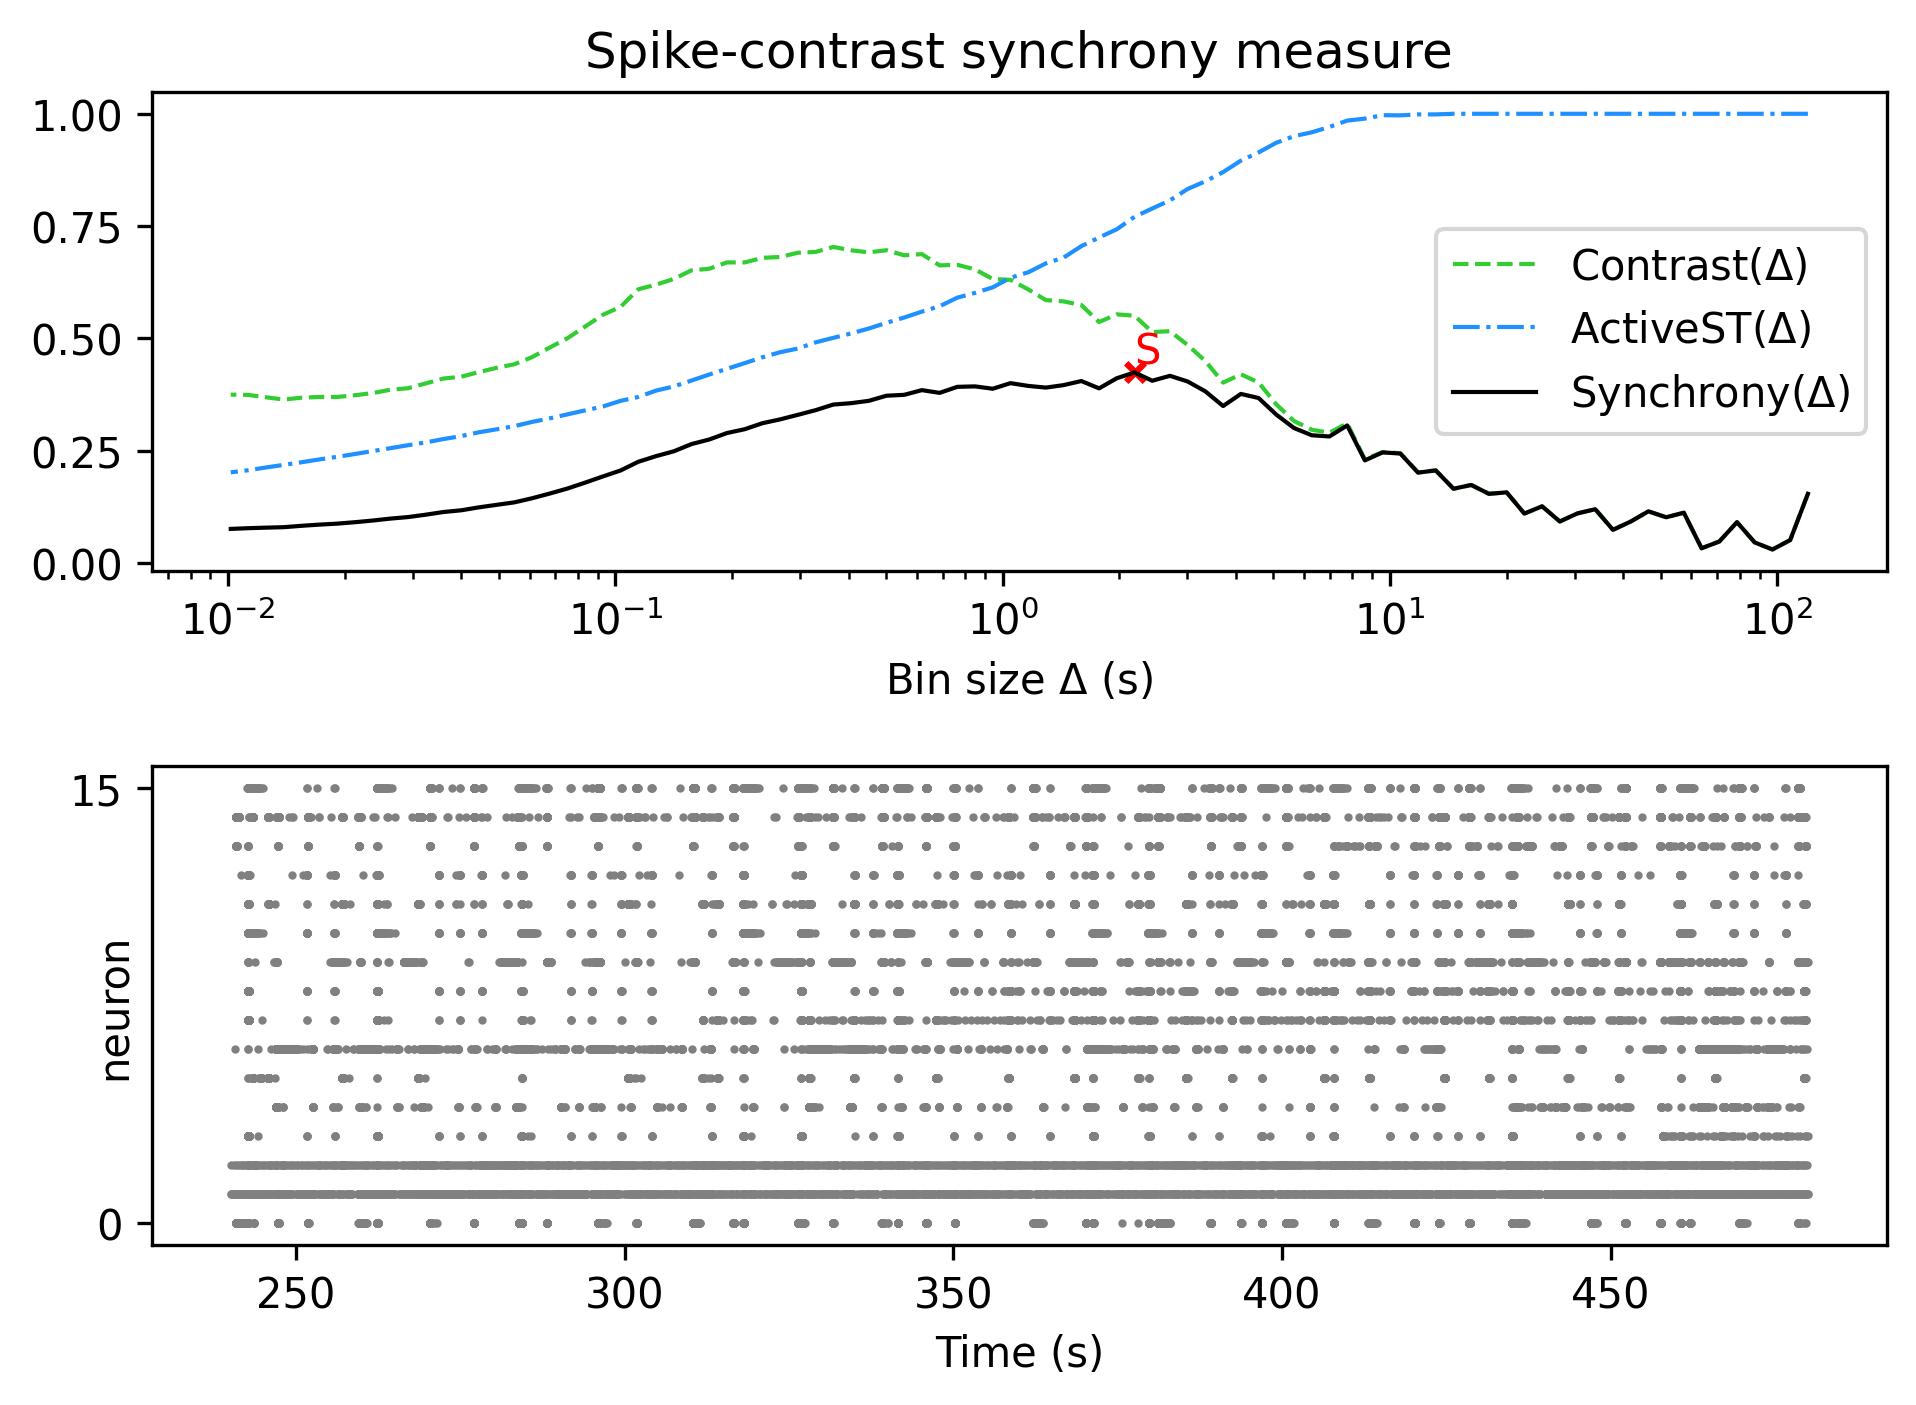 Spike-contrast synchrony measure
1.00
0.75
0.50
0.25
0.00
S
Contrast(Δ)
ActiveST(Δ)
Synchrony(Δ)
10⁻² 10⁻¹ 10⁰ 10¹ 10²
Bin size Δ (s)
15
neuron
0
250 300 350 400 450
Time (s)